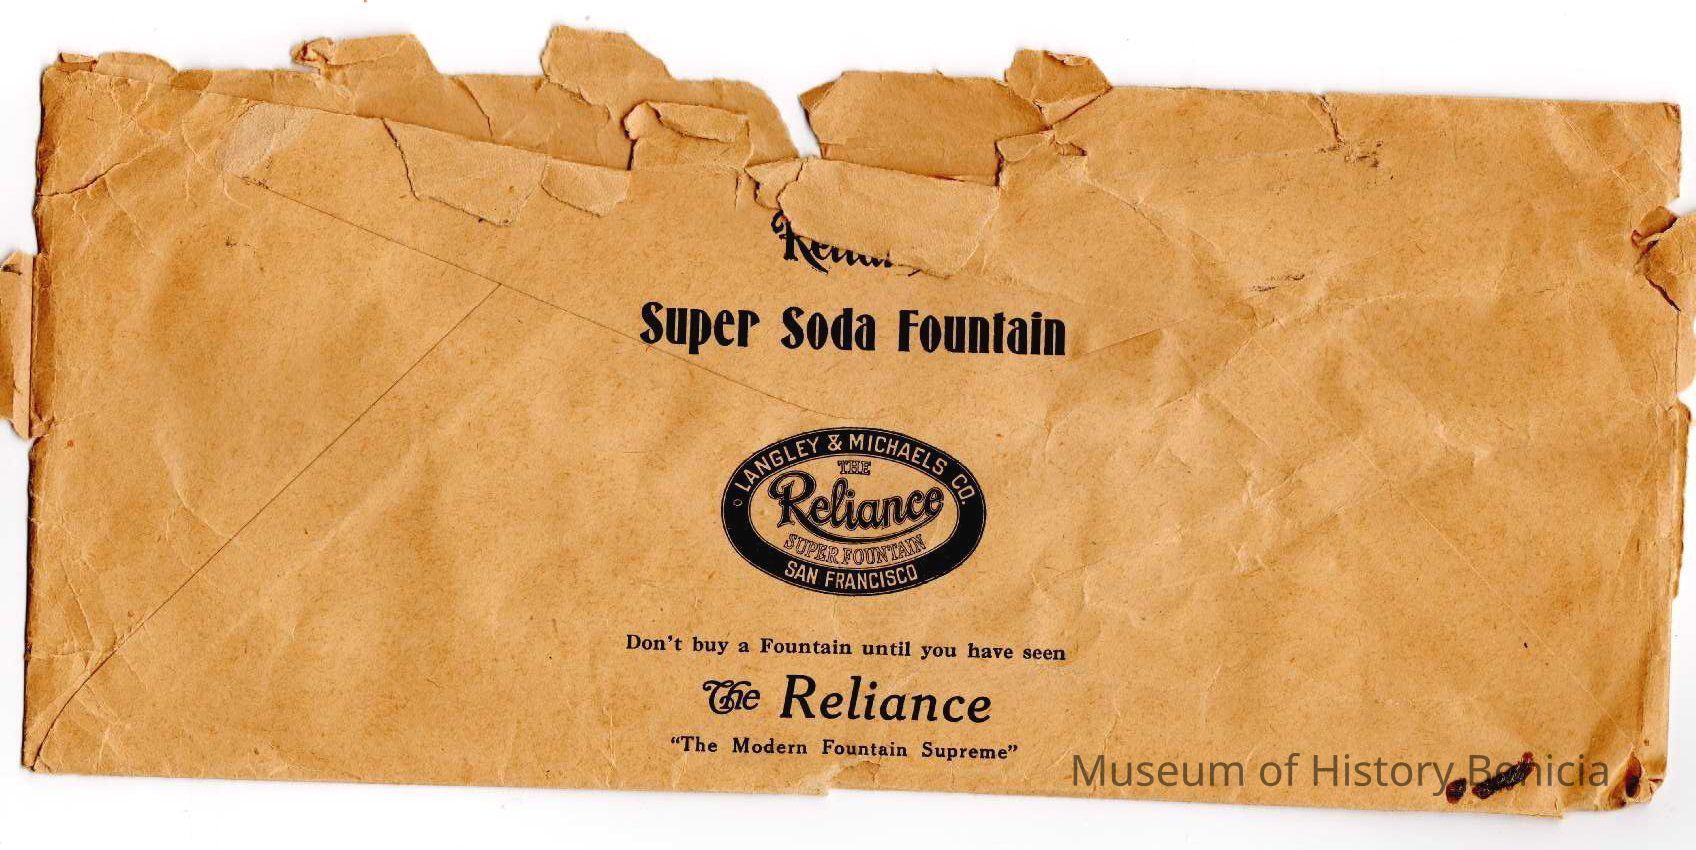 Super Soda Fountain
LANGLEY & MICHAELS CO.
THE
Reliance
SUPER FOUNTAIN
SAN FRANCISCO
Don't buy a Fountain until you have seen
The Reliance
"The Modern Fountain Supreme"
Museum of History Benicia